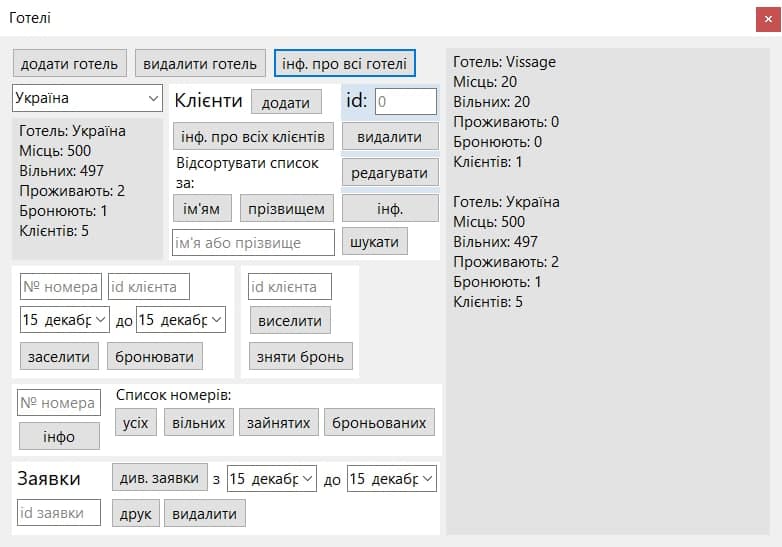 Готелі
додати готель видалити готель інф. про всі готелі
Україна
Готель: Україна
Місць: 500
Вільних: 497
Проживають: 2
Бронюють: 1
Клієнтів: 5
Клієнти додати id: 0
інф. про всіх клієнтів видалити
Відсортувати список
за:
редагувати
ім'ям прізвищем інф.
ім'я або прізвище шукати
№ номера id клієнта
15 декабр до 15 декабр
заселити бронювати
id клієнта
виселити
зняти бронь
№ номера Список номерів:
інфо усіх вільних зайнятих броньованих
Заявки див. заявки з 15 декабр до 15 декабр
id заявки друк видалити
Готель: Vissage
Місць: 20
Вільних: 20
Проживають: 0
Бронюють: 0
Клієнтів: 1
Готель: Україна
Місць: 500
Вільних: 497
Проживають: 2
Бронюють: 1
Клієнтів: 5